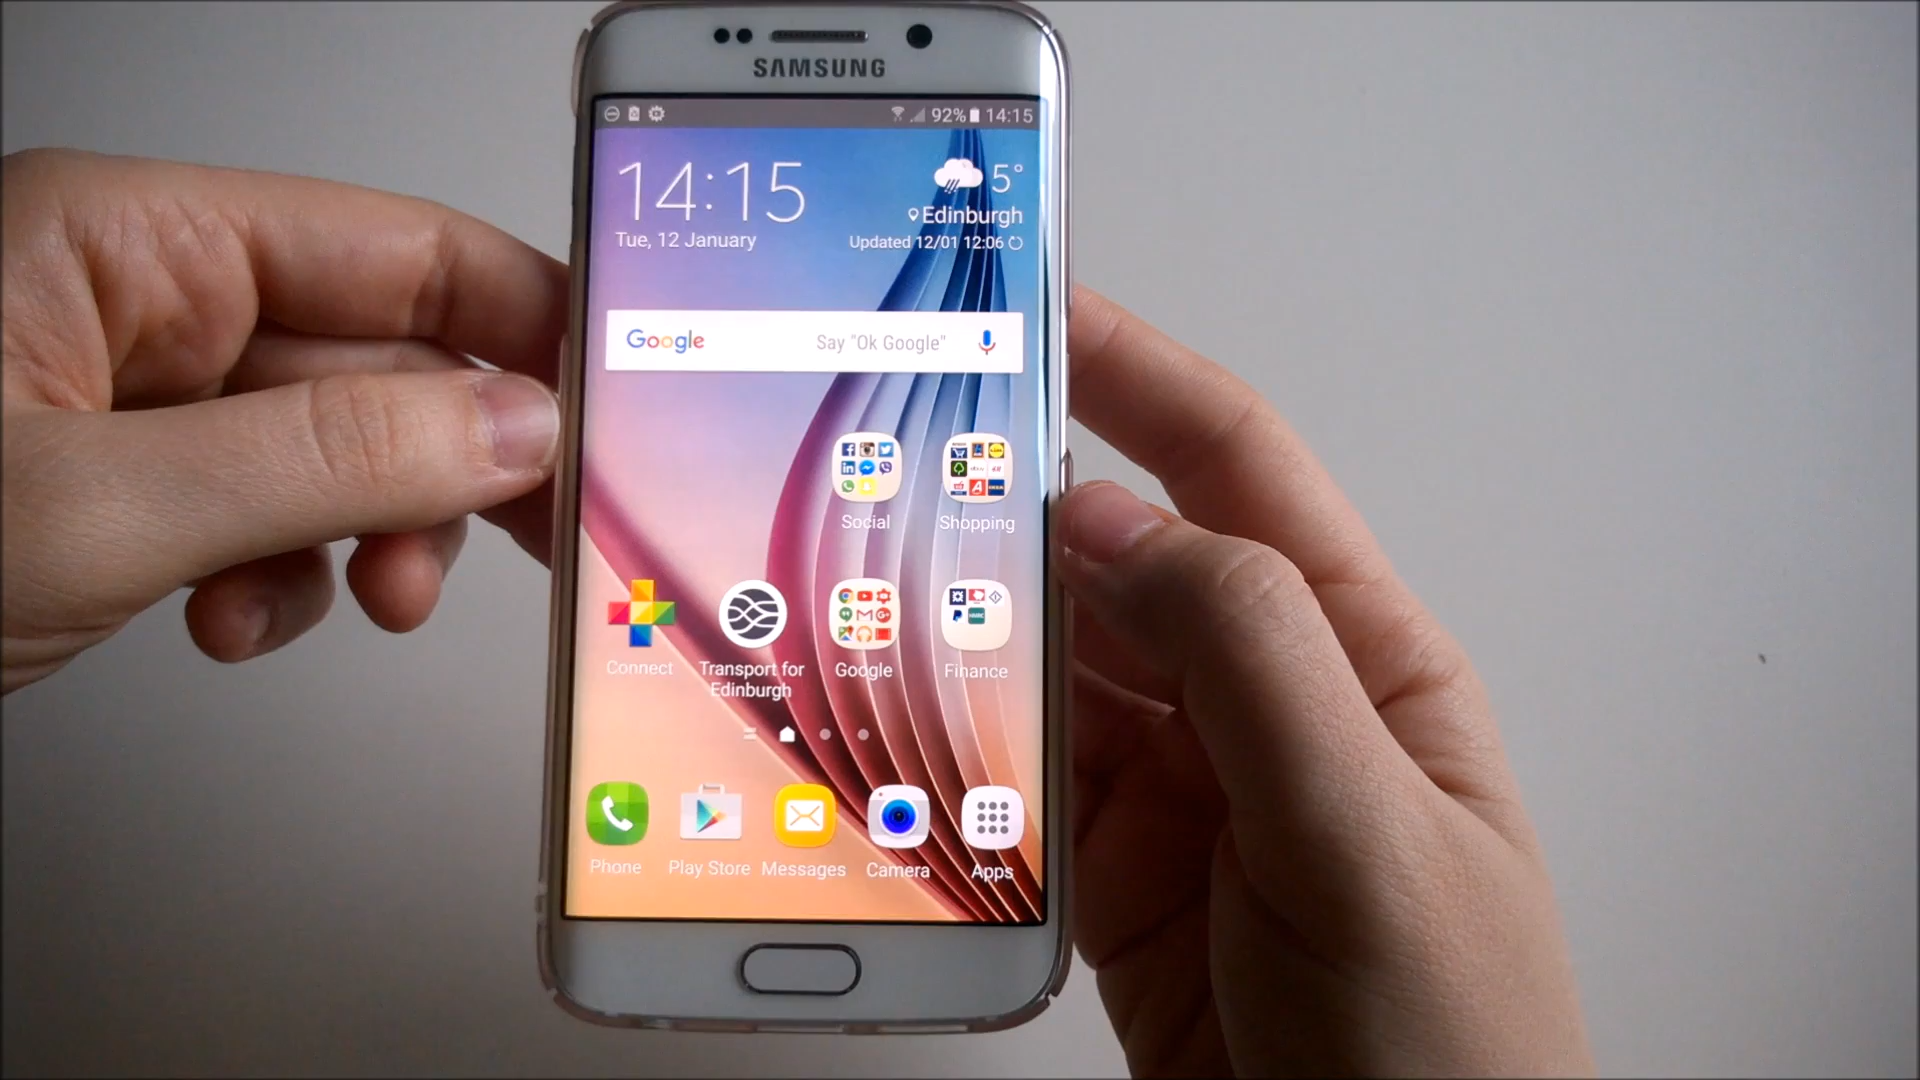 SAMSUNG
92% 14:15
14:15
5°
Edinburgh
Tue, 12 January
Updated 12/01 12:06
Google Say "Ok Google"
Social Shopping
Connect Transport for Edinburgh Google Finance
Phone Play Store Messages Camera Apps